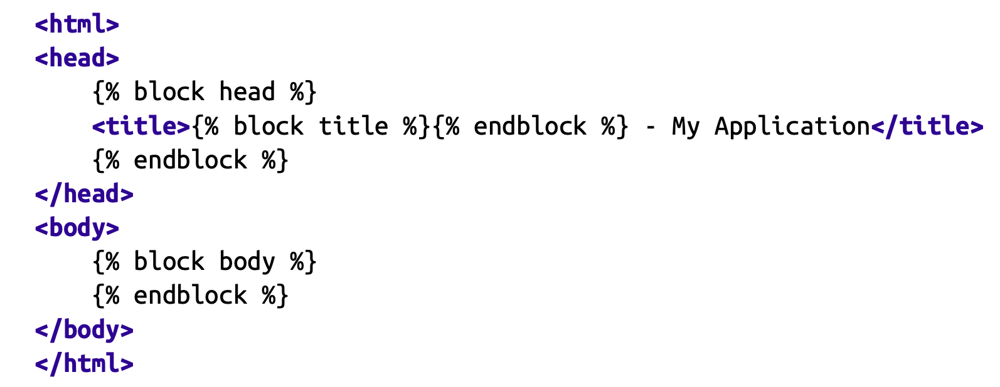 <html>
<head>
    {% block head %}
    <title>{% block title %}{% endblock %} - My Application</title>
    {% endblock %}
</head>
<body>
    {% block body %}
    {% endblock %}
</body>
</html>